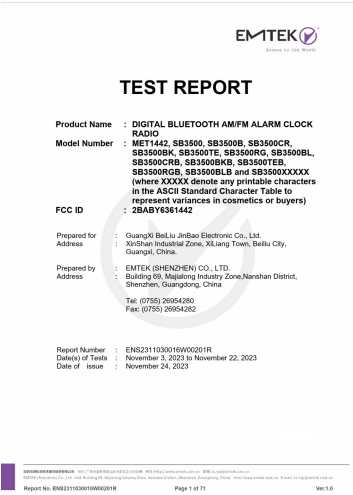 EMTEK
Access to the World
TEST REPORT
Product Name : DIGITAL BLUETOOTH AM/FM ALARM CLOCK
RADIO
Model Number : MET1442, SB3500, SB3500B, SB3500CR,
SB3500BK, SB3500TE, SB3500RG, SB3500BL,
SB3500CRB, SB3500BKB, SB3500TEB,
SB3500RGB, SB3500BLB and SB3500XXXXX
(where XXXXX denote any printable characters
in the ASCII Standard Character Table to
represent variances in cosmetics or buyers)
FCC ID : 2BABY6361442
Prepared for : GuangXi BeiLiu JinBao Electronic Co., Ltd.
Address : XinShan Industrial Zone, XiLiang Town, Beiliu City,
Guangxi, China.
Prepared by : EMTEK (SHENZHEN) CO., LTD.
Address : Building 69, Majialong Industry Zone,Nanshan District,
Shenzhen, Guangdong, China
Tel: (0755) 26954280
Fax: (0755) 26954282
Report Number : ENS2311030016W00201R
Date(s) of Tests : November 3, 2023 to November 22, 2023
Date of issue : November 24, 2023
Report No. ENS2311030016W00201R Page 1 of 71 Ver.1.0